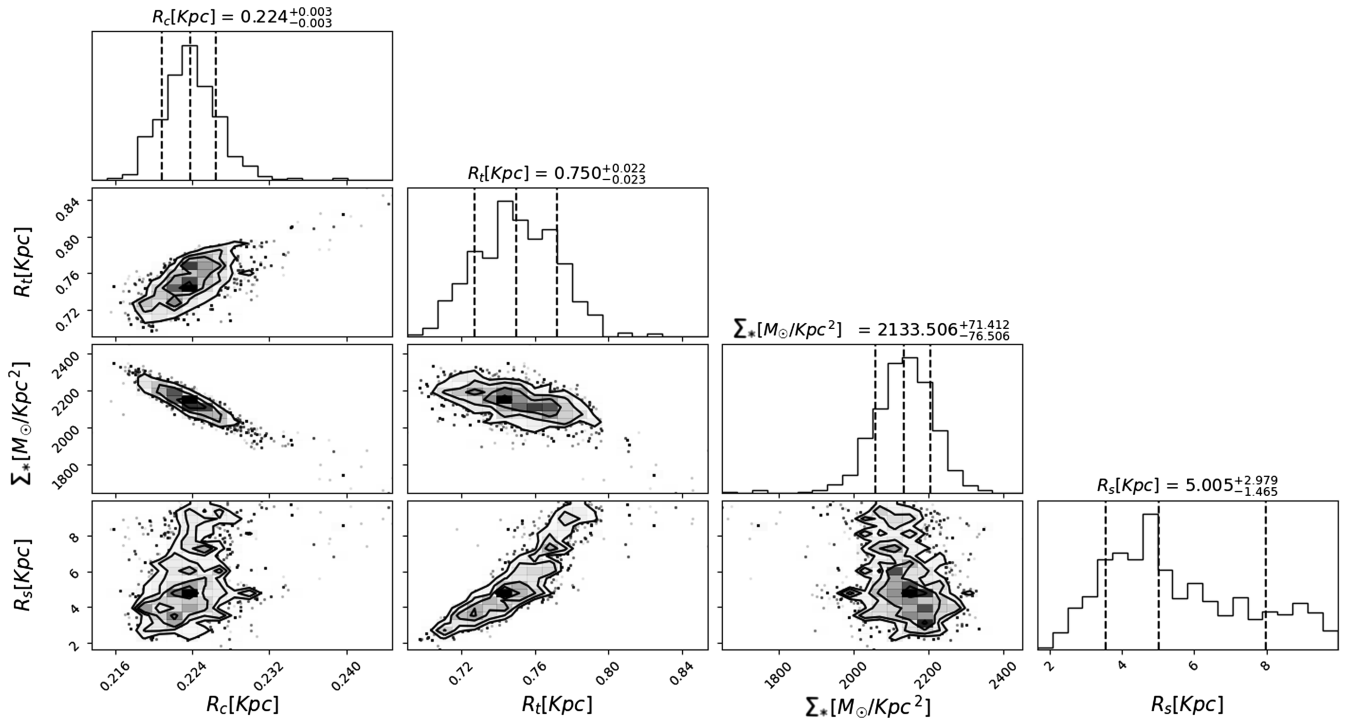 R_c[Kpc] = 0.224^{+0.003}_{-0.003}
R_t[Kpc] = 0.750^{+0.022}_{-0.023}
Σ_*[M_⊙/Kpc^2] = 2133.506^{+71.412}_{-76.506}
R_s[Kpc] = 5.005^{+2.979}_{-1.465}
R_t[Kpc]
0.84
0.80
0.76
0.72
Σ_*[M_⊙/Kpc^2]
2400
2200
2000
1800
R_s[Kpc]
8
6
4
2
0.216 0.224 0.232 0.240
R_c[Kpc]
0.72 0.76 0.80 0.84
R_t[Kpc]
1800 2000 2200 2400
Σ_*[M_⊙/Kpc^2]
2 4 6 8
R_s[Kpc]